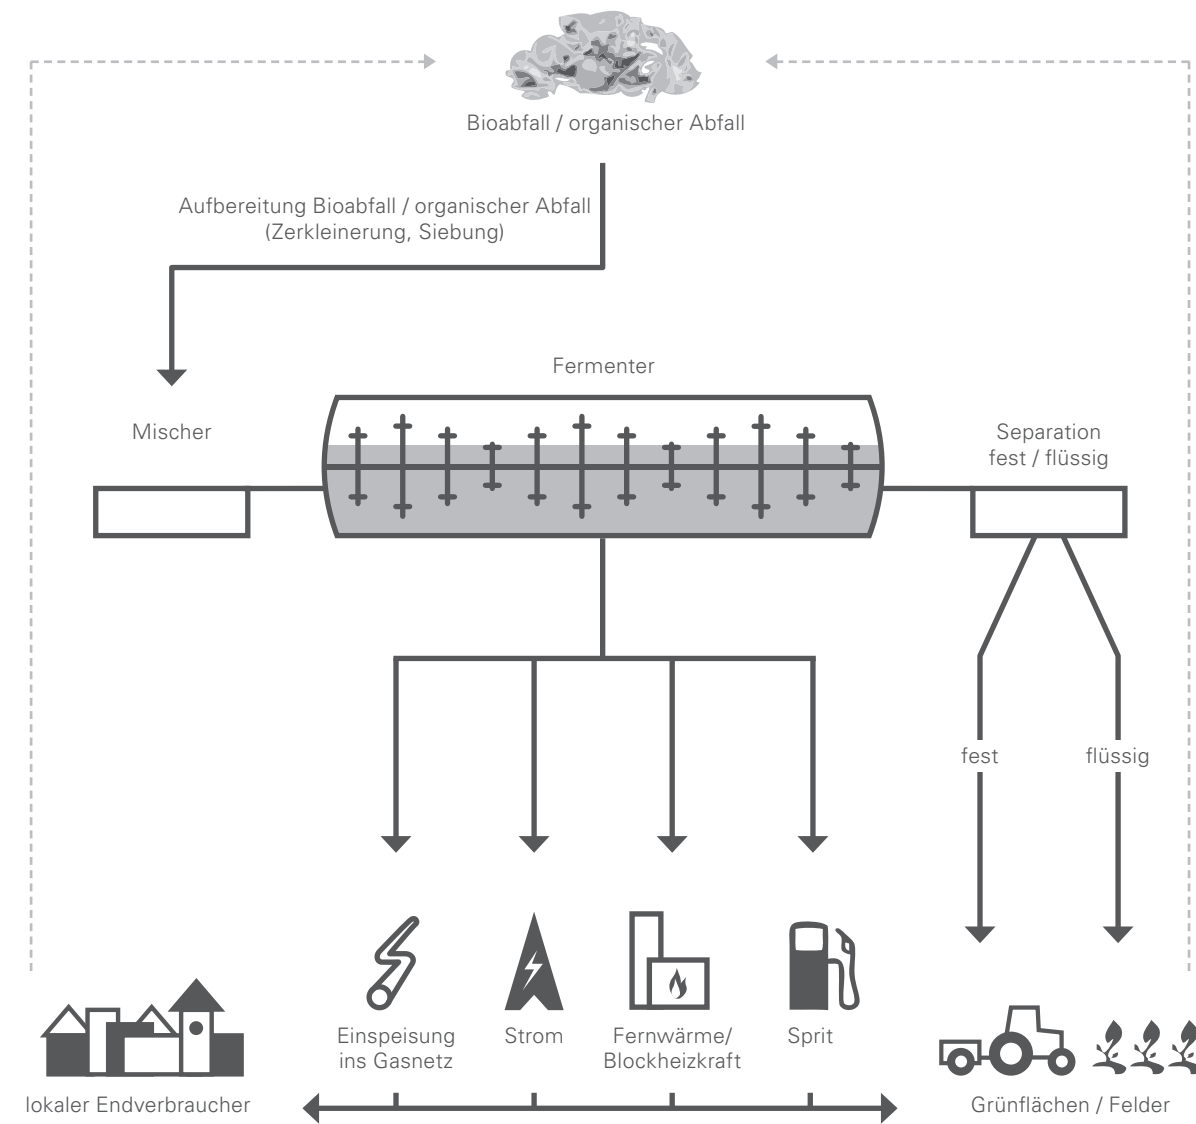 Bioabfall / organischer Abfall
Aufbereitung Bioabfall / organischer Abfall
(Zerkleinerung, Siebung)
Fermenter
Mischer
Separation
fest / flüssig
fest
flüssig
Einspeisung
ins Gasnetz
Strom
Fernwärme/
Blockheizkraft
Sprit
lokaler Endverbraucher
Grünflächen / Felder